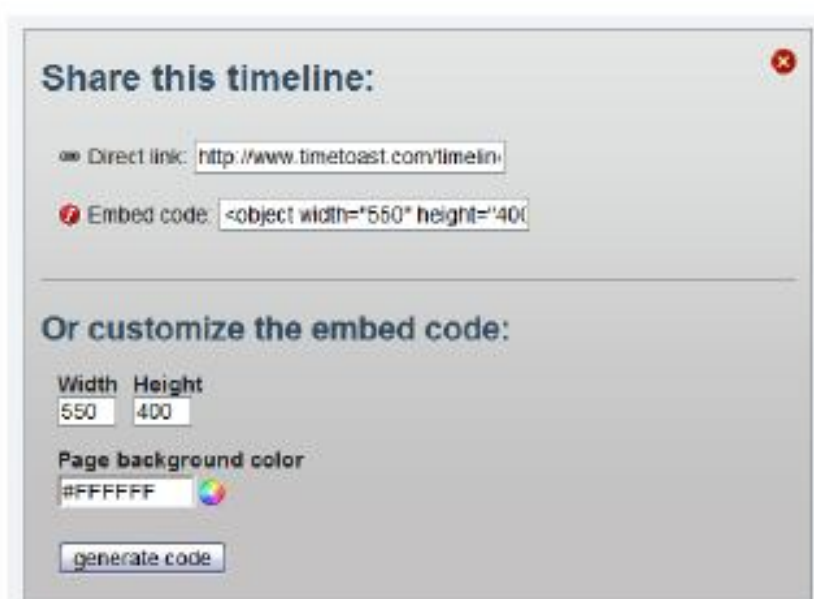 Share this timeline:
Direct link: http://www.timetoast.com/timelin
Embed code: <object width="550" height="400
Or customize the embed code:
Width Height
550 400
Page background color
#FFFFFF
generate code